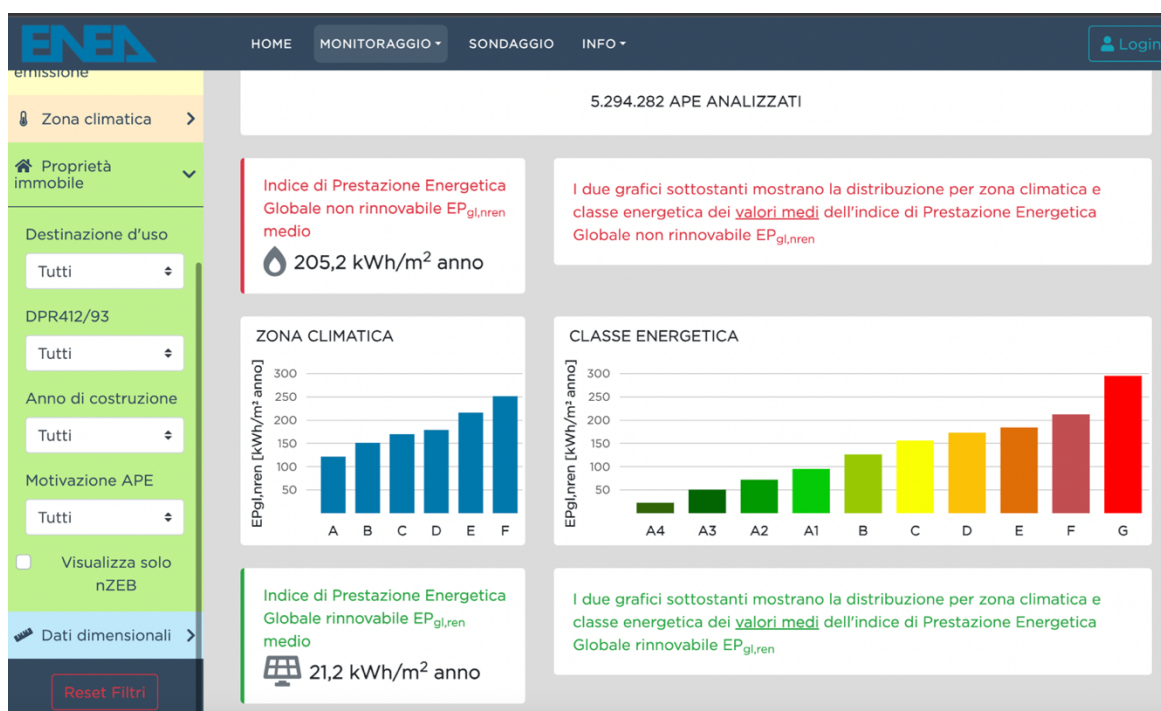 ENEA
HOME MONITORAGGIO SONDAGGIO INFO Login
emissione
Zona climatica
Proprietà
immobile
Destinazione d'uso
Tutti
DPR412/93
Tutti
Anno di costruzione
Tutti
Motivazione APE
Tutti
Visualizza solo
nZEB
Dati dimensionali
Reset Filtri
5.294.282 APE ANALIZZATI
Indice di Prestazione Energetica
Globale non rinnovabile EPgl,nren
medio
205,2 kWh/m² anno
I due grafici sottostanti mostrano la distribuzione per zona climatica e
classe energetica dei valori medi dell'indice di Prestazione Energetica
Globale non rinnovabile EPgl,nren
ZONA CLIMATICA
EPgl,nren [kWh/m² anno]
300
250
200
150
100
50
A B C D E F
CLASSE ENERGETICA
EPgl,nren [kWh/m² anno]
300
250
200
150
100
50
A4 A3 A2 A1 B C D E F G
Indice di Prestazione Energetica
Globale rinnovabile EPgl,ren
medio
21,2 kWh/m² anno
I due grafici sottostanti mostrano la distribuzione per zona climatica e
classe energetica dei valori medi dell'indice di Prestazione Energetica
Globale rinnovabile EPgl,ren